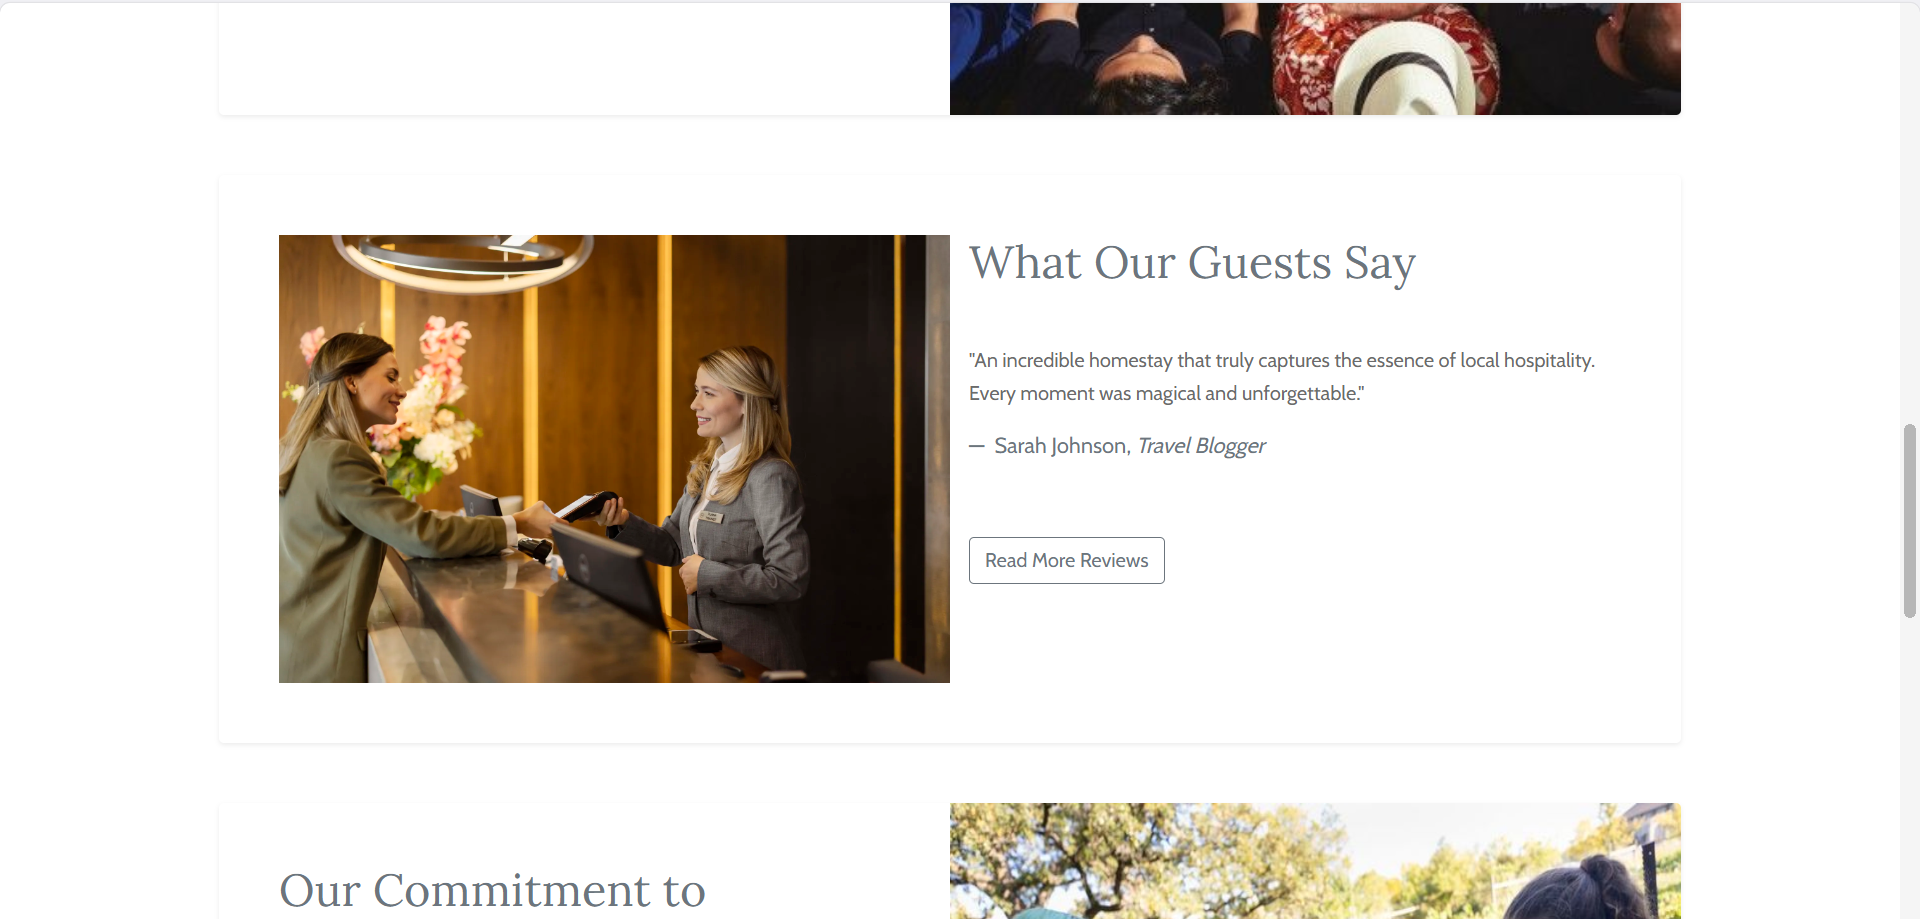 What Our Guests Say
"An incredible homestay that truly captures the essence of local hospitality.
Every moment was magical and unforgettable."
— Sarah Johnson, Travel Blogger
Read More Reviews
Our Commitment to